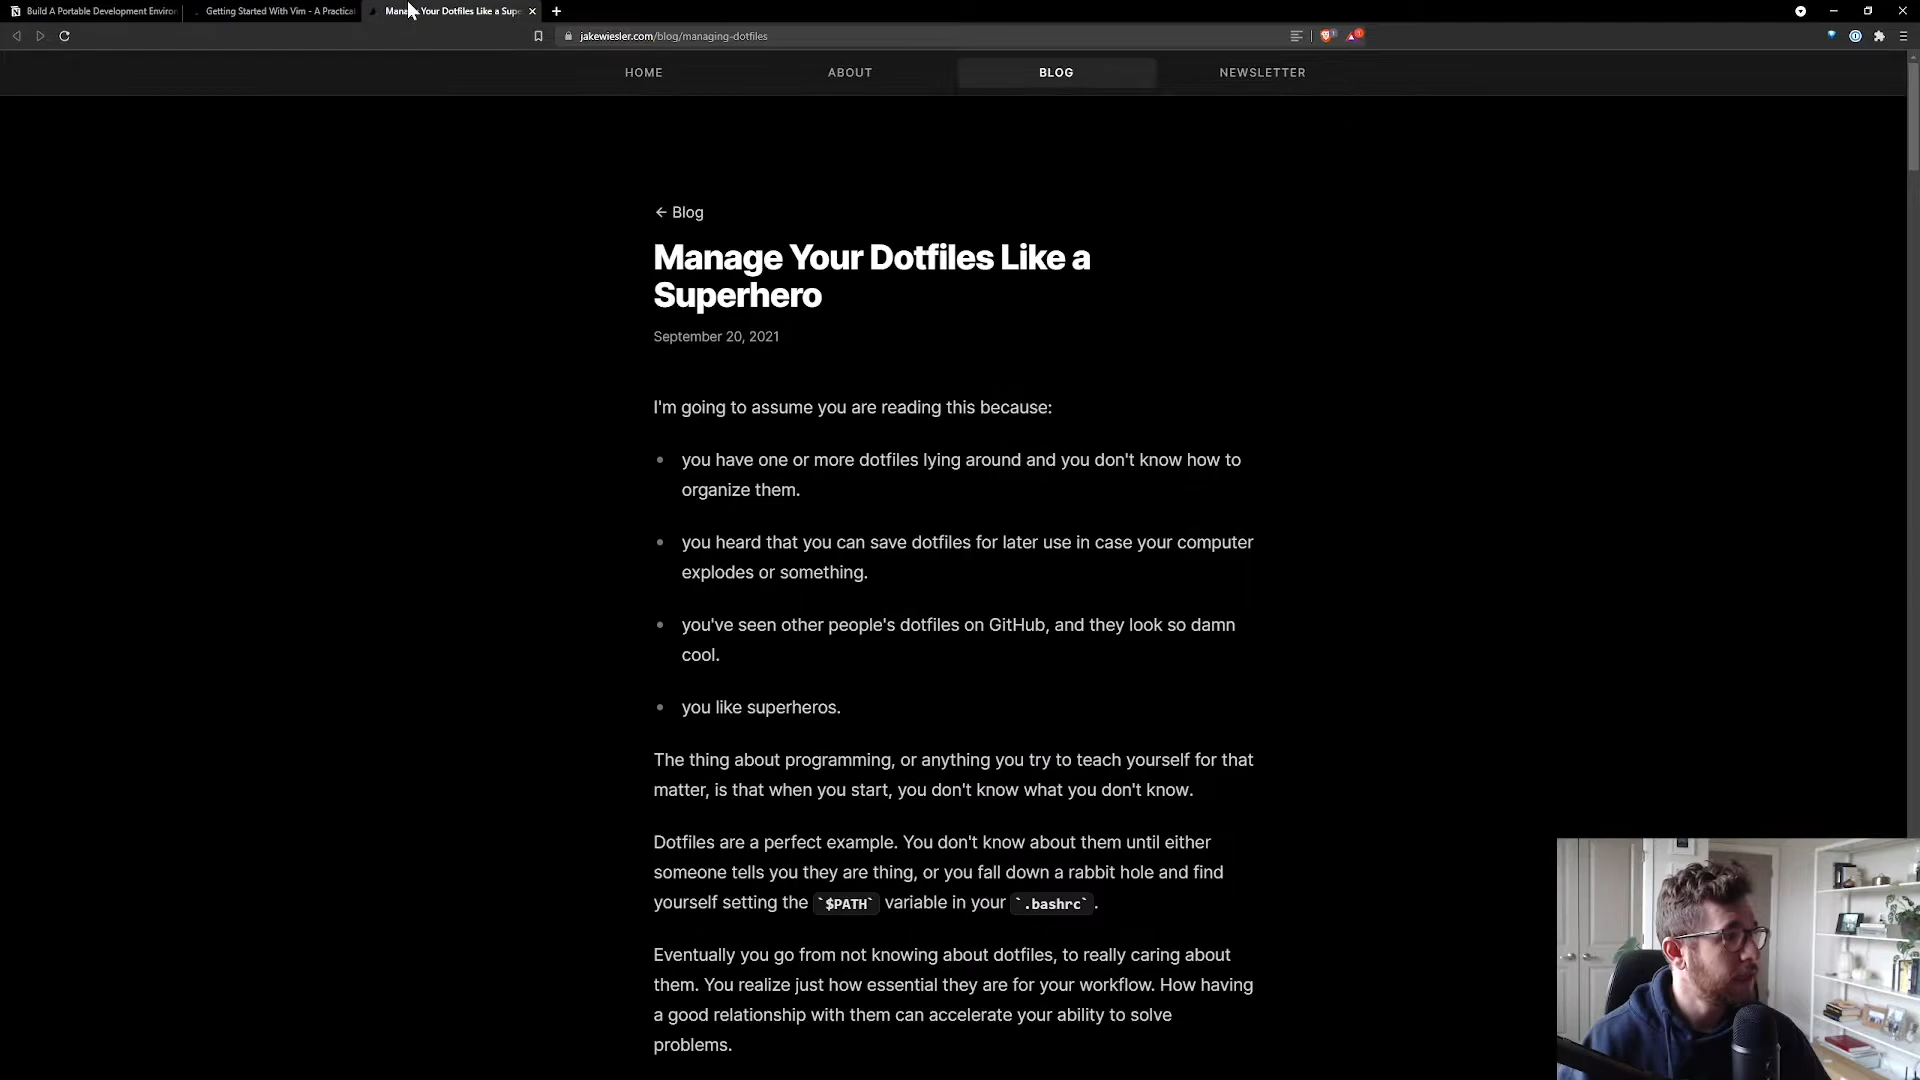 Build A Portable Development Enviror
Getting Started With Vim - A Practical
Manage Your Dotfiles Like a Supe
jakewiesler.com/blog/managing-dotfiles
HOME
ABOUT
BLOG
NEWSLETTER
← Blog
Manage Your Dotfiles Like a
Superhero
September 20, 2021
I'm going to assume you are reading this because:
you have one or more dotfiles lying around and you don't know how to
organize them.
you heard that you can save dotfiles for later use in case your computer
explodes or something.
you've seen other people's dotfiles on GitHub, and they look so damn
cool.
you like superheros.
The thing about programming, or anything you try to teach yourself for that
matter, is that when you start, you don't know what you don't know.
Dotfiles are a perfect example. You don't know about them until either
someone tells you they are thing, or you fall down a rabbit hole and find
yourself setting the `$PATH` variable in your `.bashrc`.
Eventually you go from not knowing about dotfiles, to really caring about
them. You realize just how essential they are for your workflow. How having
a good relationship with them can accelerate your ability to solve
problems.